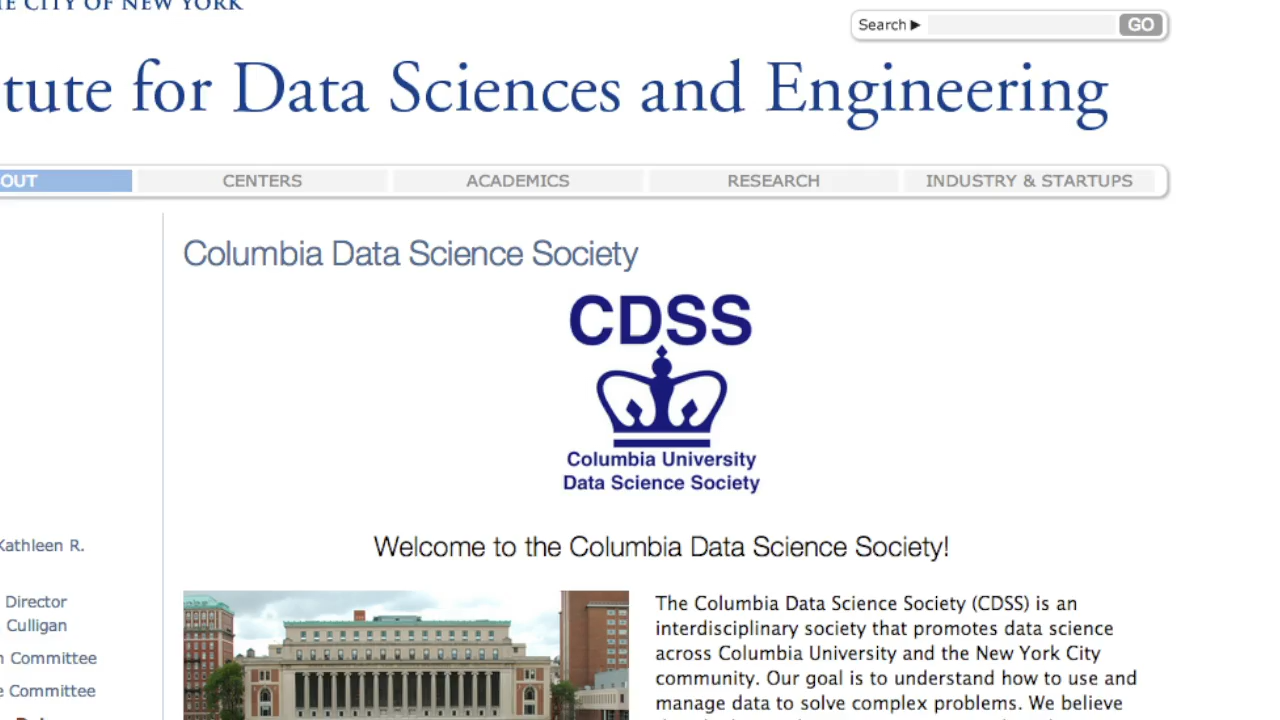 THE CITY OF NEW YORK
Search ▶ GO
tute for Data Sciences and Engineering
OUT CENTERS ACADEMICS RESEARCH INDUSTRY & STARTUPS
Columbia Data Science Society
CDSS
Columbia University
Data Science Society
Kathleen R.
Welcome to the Columbia Data Science Society!
Director
Culligan
Committee
Committee
The Columbia Data Science Society (CDSS) is an
interdisciplinary society that promotes data science
across Columbia University and the New York City
community. Our goal is to understand how to use and
manage data to solve complex problems. We believe